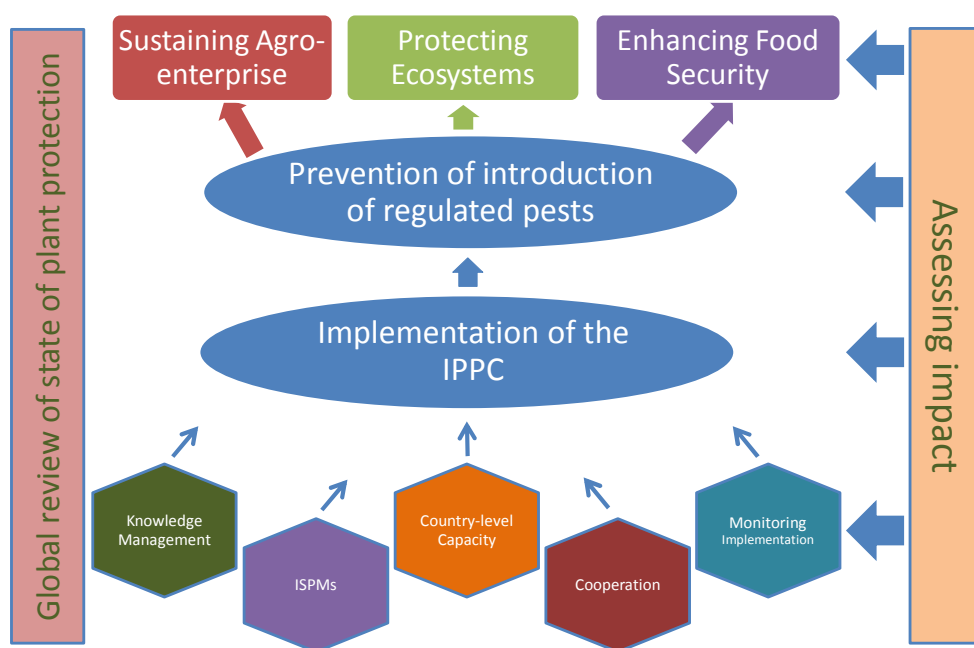 Global review of state of plant protection
Sustaining Agro-
enterprise
Protecting
Ecosystems
Enhancing Food
Security
Prevention of introduction
of regulated pests
Implementation of the
IPPC
Knowledge
Management
ISPMs
Country-level
Capacity
Cooperation
Monitoring
Implementation
Assessing impact